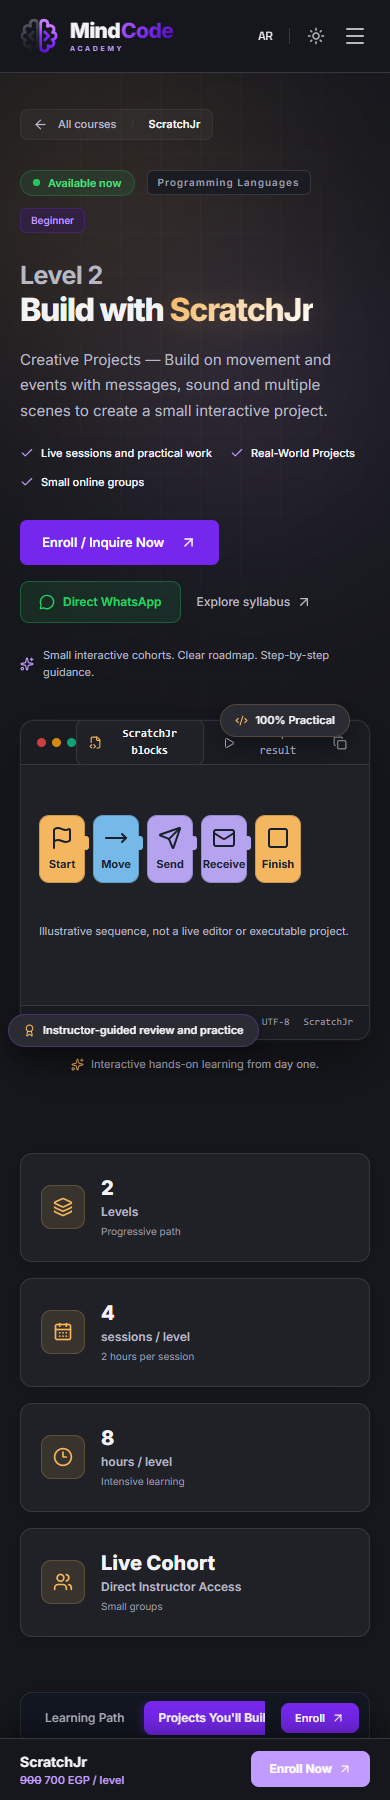 MindCode
ACADEMY
AR
All courses / ScratchJr
Available now
Programming Languages
Beginner
Level 2
Build with ScratchJr
Creative Projects — Build on movement and
events with messages, sound and multiple
scenes to create a small interactive project.
Live sessions and practical work
Real-World Projects
Small online groups
Enroll / Inquire Now
Direct WhatsApp
Explore syllabus
Small interactive cohorts. Clear roadmap. Step-by-step
guidance.
100% Practical
ScratchJr
blocks
result
Start
Move
Send
Receive
Finish
Illustrative sequence, not a live editor or executable project.
Instructor-guided review and practice
UTF-8
ScratchJr
Interactive hands-on learning from day one.
2
Levels
Progressive path
4
sessions / level
2 hours per session
8
hours / level
Intensive learning
Live Cohort
Direct Instructor Access
Small groups
Learning Path
Projects You'll Buil
Enroll
ScratchJr
900 700 EGP / level
Enroll Now